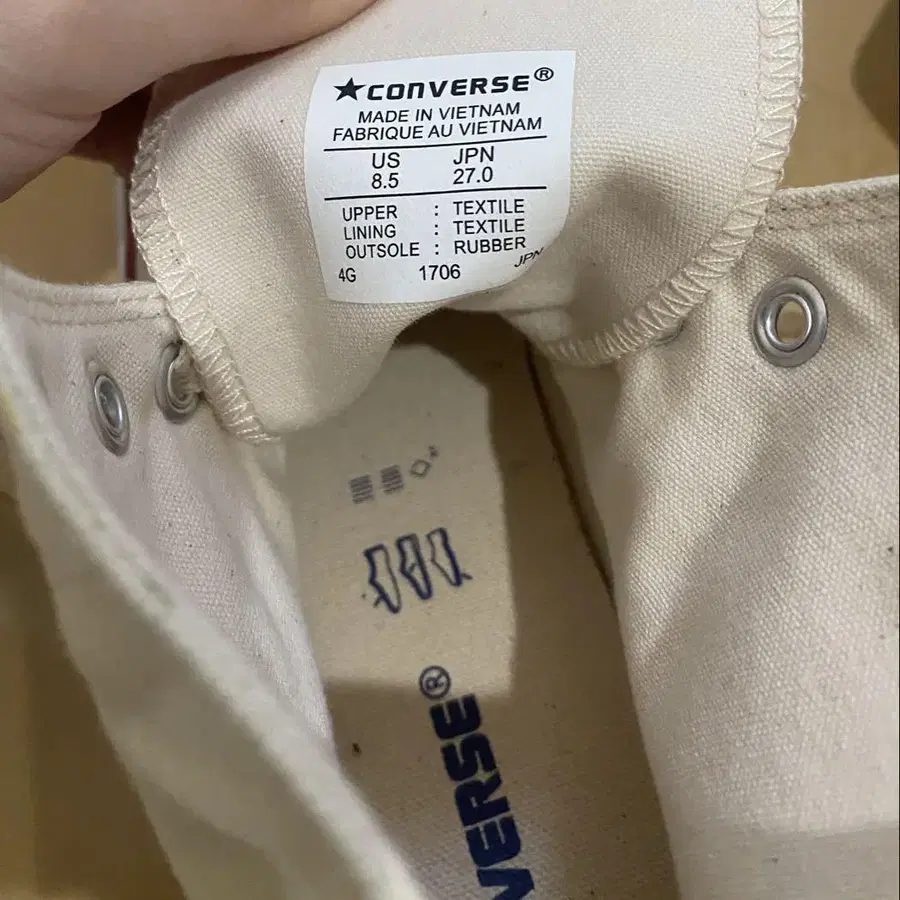 ★CONVERSE®
MADE IN VIETNAM
FABRIQUE AU VIETNAM
US JPN
8.5 27.0
UPPER : TEXTILE
LINING : TEXTILE
OUTSOLE : RUBBER
4G 1706 JPN
VERSE®